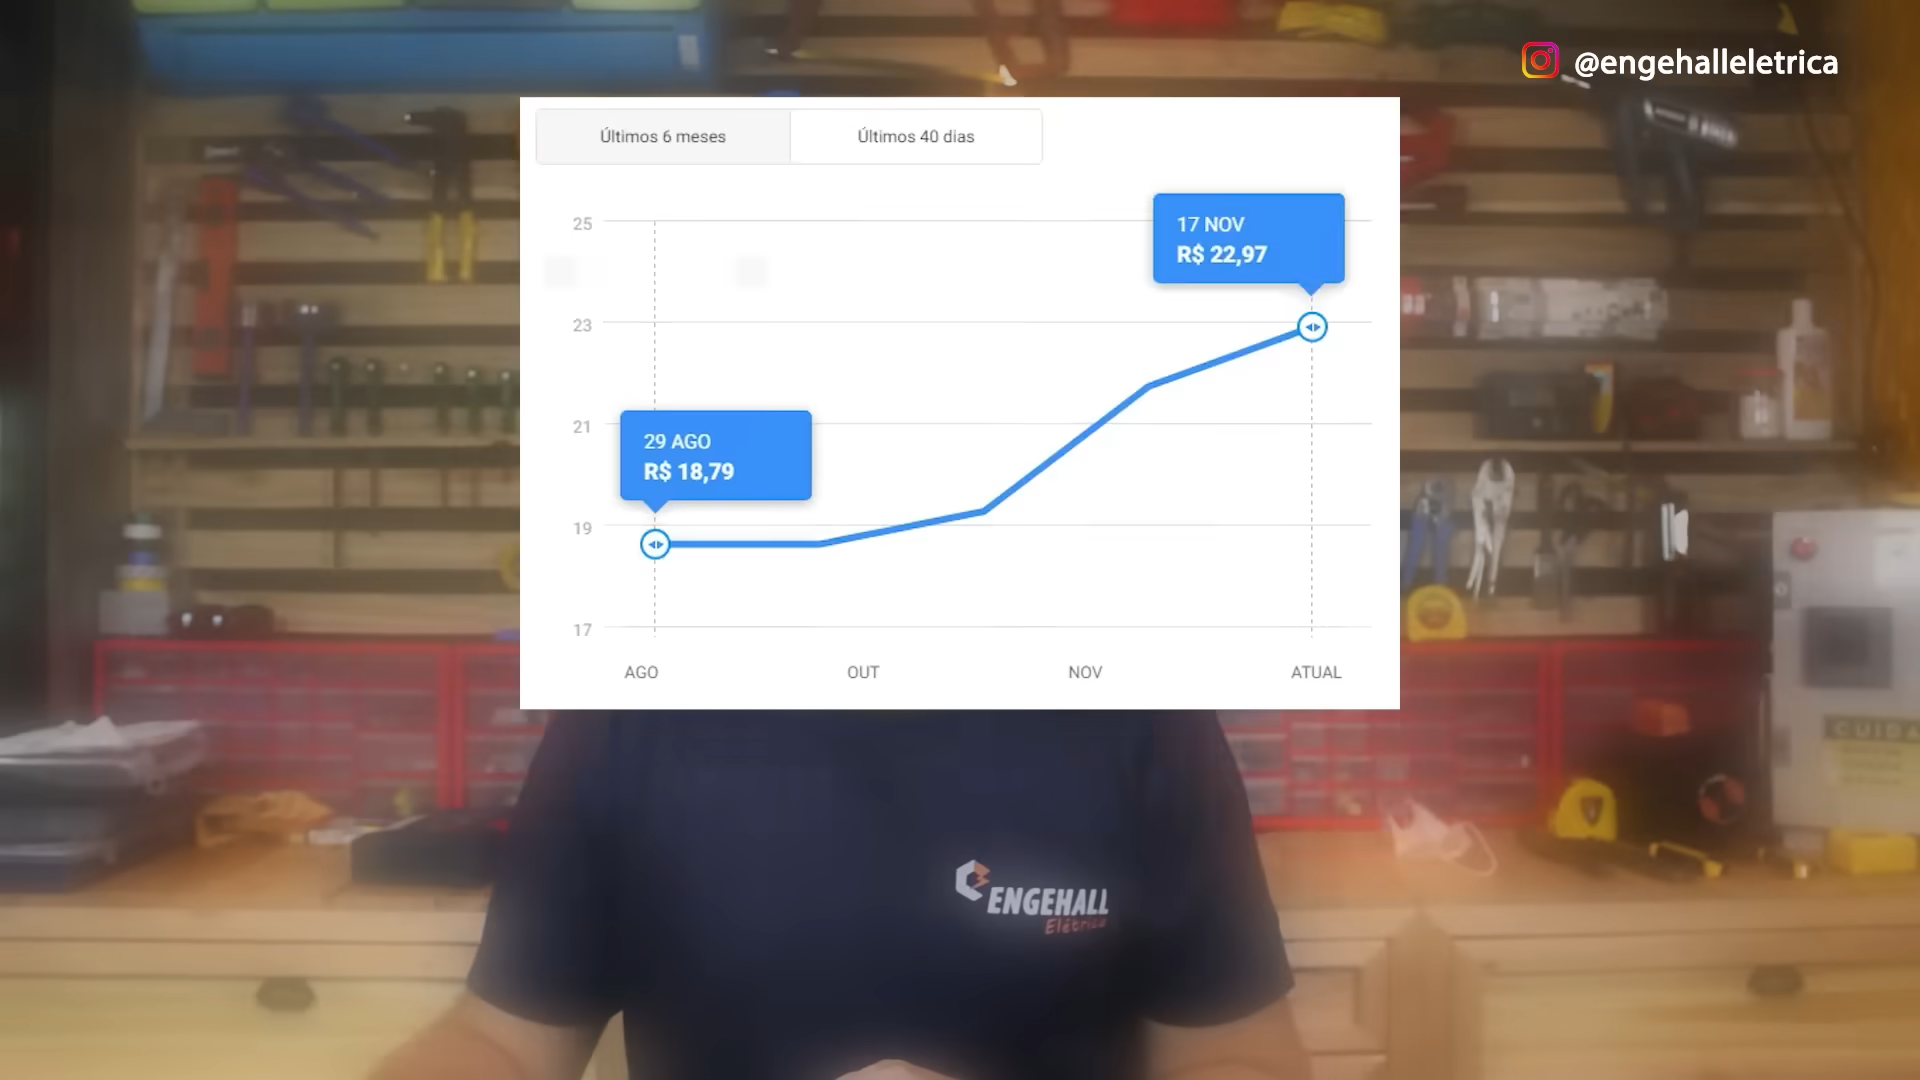 @engehalleletrica
Últimos 6 meses
Últimos 40 dias
25
23
21
19
17
17 NOV
R$ 22,97
29 AGO
R$ 18,79
AGO
OUT
NOV
ATUAL
ENGEHALL
Elétrica